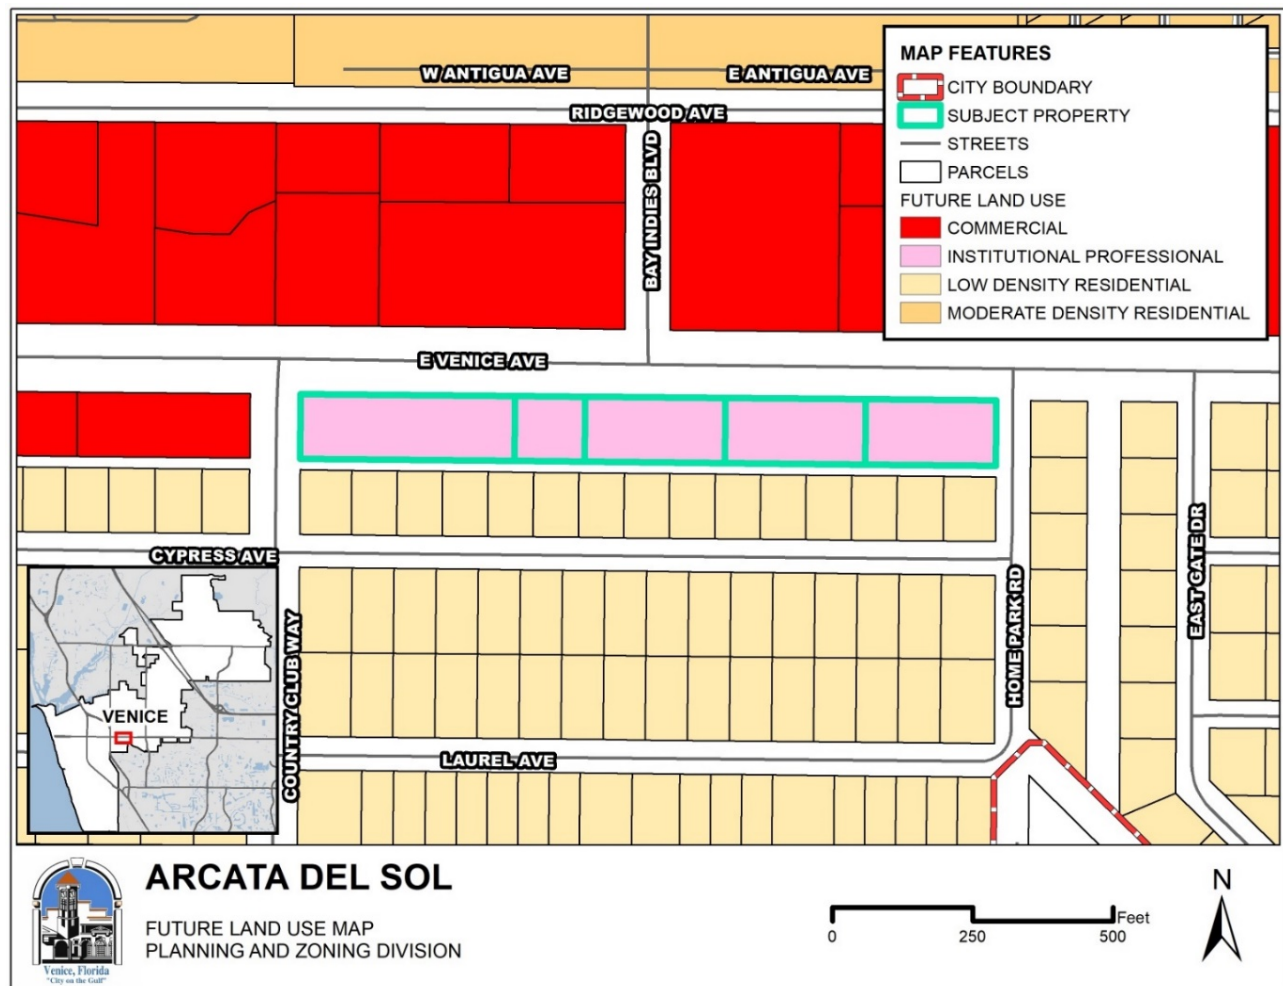 W ANTIGUA AVE
E ANTIGUA AVE
RIDGEWOOD AVE
BAY INDIES BLVD
E VENICE AVE
MAP FEATURES
CITY BOUNDARY
SUBJECT PROPERTY
STREETS
PARCELS
FUTURE LAND USE
COMMERCIAL
INSTITUTIONAL PROFESSIONAL
LOW DENSITY RESIDENTIAL
MODERATE DENSITY RESIDENTIAL
CYPRESS AVE
COUNTRY CLUB WAY
HOME PARK RD
EAST GATE DR
LAUREL AVE
VENICE
ARCATA DEL SOL
FUTURE LAND USE MAP
PLANNING AND ZONING DIVISION
Venice, Florida
"City on the Gulf"
Feet
0 250 500
N